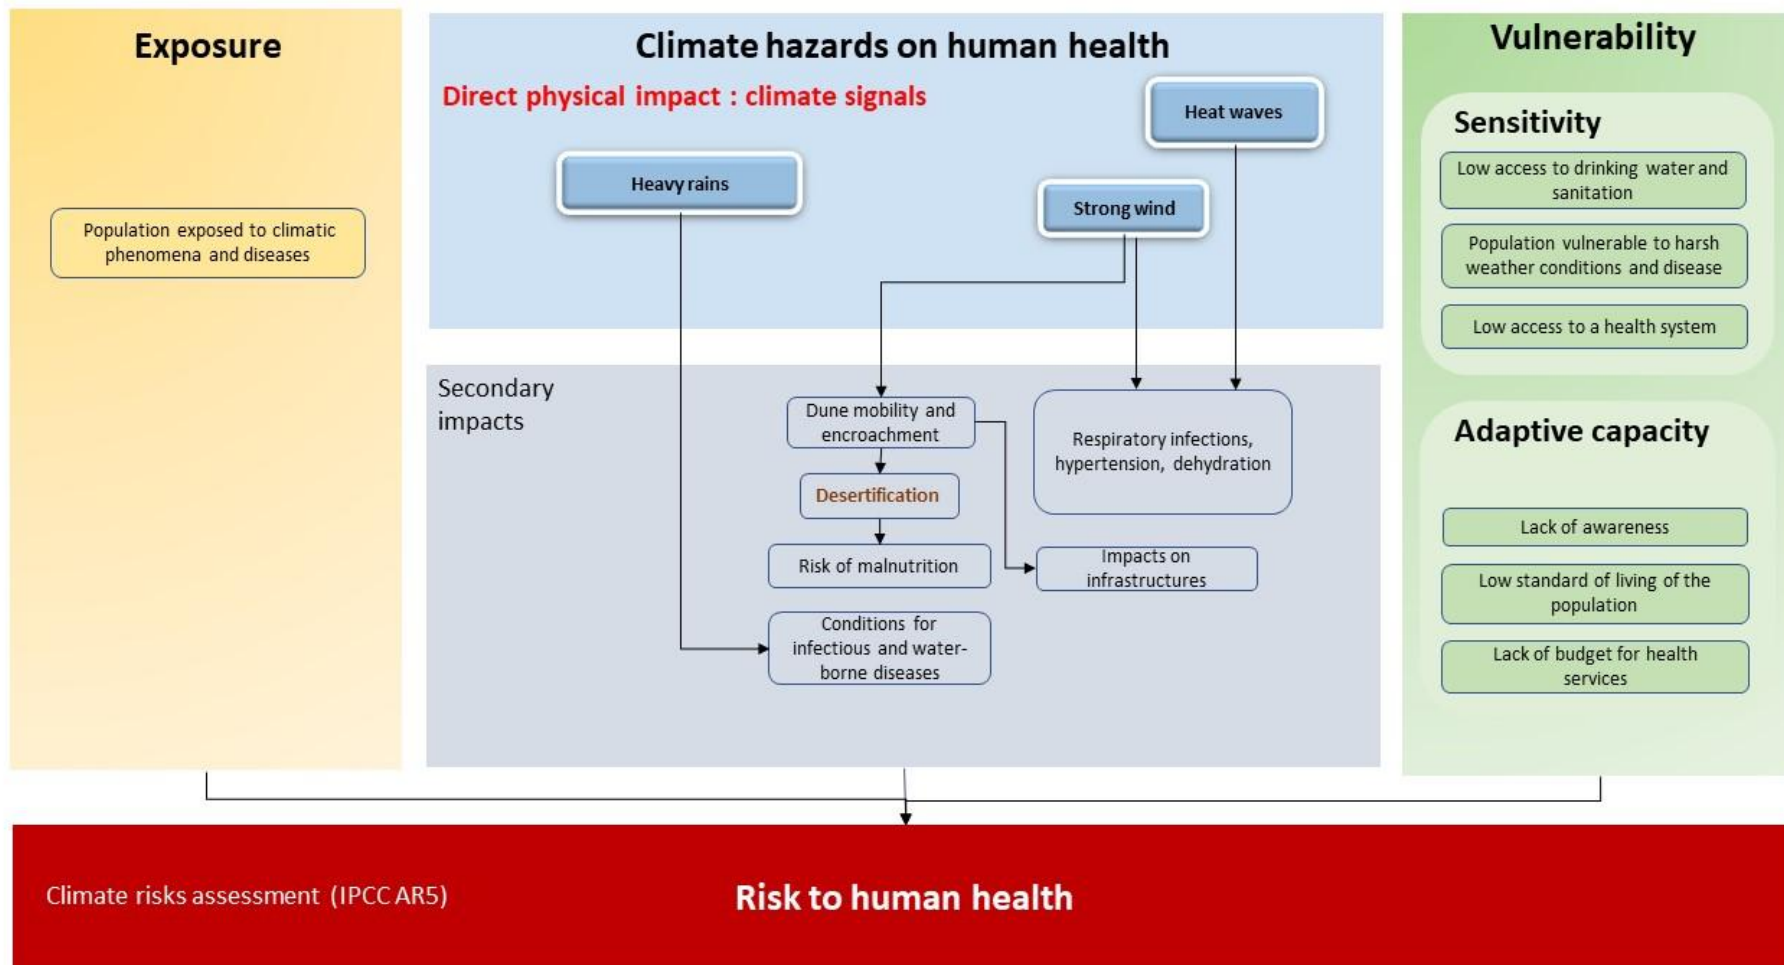 Exposure
Population exposed to climatic
phenomena and diseases
Climate hazards on human health
Direct physical impact : climate signals
Heat waves
Heavy rains
Strong wind
Secondary
impacts
Dune mobility and
encroachment
Desertification
Risk of malnutrition
Conditions for
infectious and water-
borne diseases
Respiratory infections,
hypertension, dehydration
Impacts on
infrastructures
Vulnerability
Sensitivity
Low access to drinking water and
sanitation
Population vulnerable to harsh
weather conditions and disease
Low access to a health system
Adaptive capacity
Lack of awareness
Low standard of living of the
population
Lack of budget for health
services
Climate risks assessment (IPCC AR5)
Risk to human health